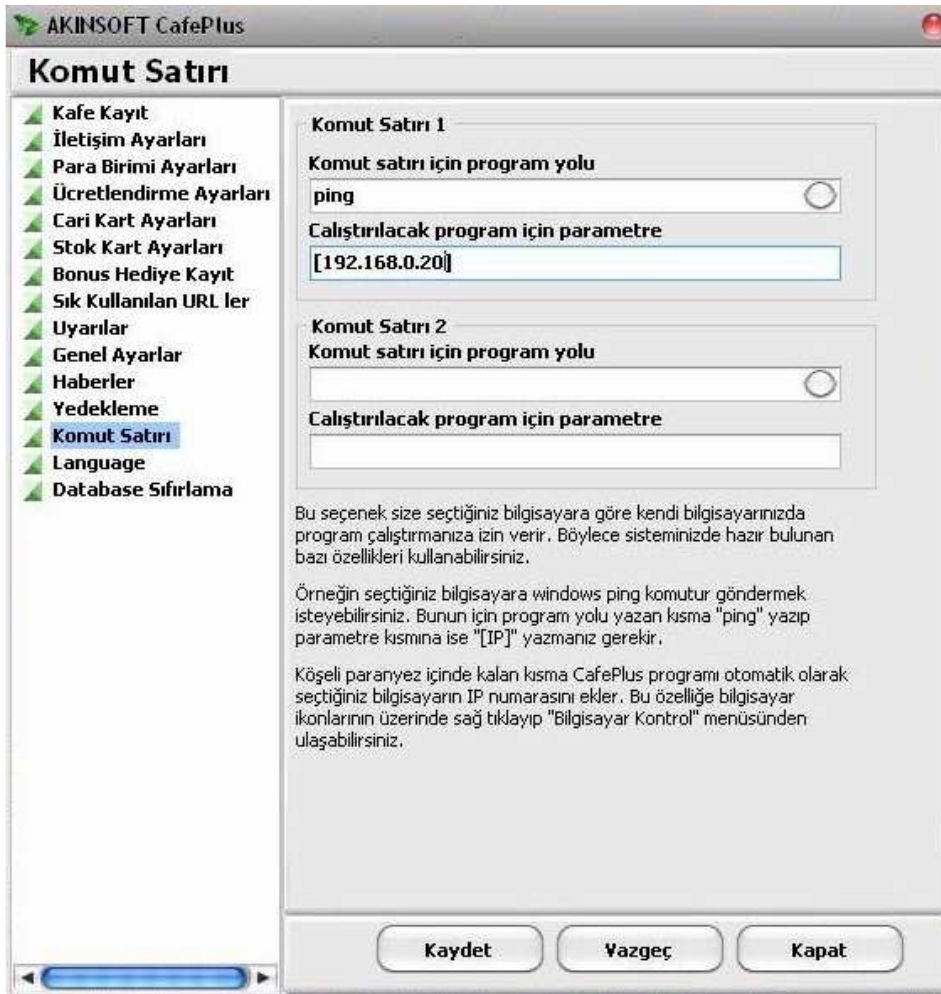 AKINSOFT CafePlus
Komut Satırı
Kafe Kayıt
İletişim Ayarları
Para Birimi Ayarları
Ücretlendirme Ayarları
Cari Kart Ayarları
Stok Kart Ayarları
Bonus Hediye Kayıt
Sık Kullanılan URL ler
Uyarılar
Genel Ayarlar
Haberler
Yedekleme
Komut Satırı
Language
Database Sıfırlama
Komut Satırı 1
Komut satırı için program yolu
ping
Calıştırılacak program için parametre
[192.168.0.20]
Komut Satırı 2
Komut satırı için program yolu
Calıştırılacak program için parametre
Bu seçenek size seçtiğiniz bilgisayara göre kendi bilgisayarınızda
program çalıştırmanıza izin verir. Böylece sisteminizde hazır bulunan
bazı özellikleri kullanabilirsiniz.
Örneğin seçtiğiniz bilgisayara windows ping komutur göndermek
isteyebilirsiniz. Bunun için program yolu yazan kısma "ping" yazıp
parametre kısmına ise "[IP]" yazmanız gerekir.
Köşeli paranyez içinde kalan kısma CafePlus programı otomatik olarak
seçtiğiniz bilgisayarın IP numarasını ekler. Bu özelliğe bilgisayar
ikonlarının üzerinde sağ tıklayıp "Bilgisayar Kontrol" menüsünden
ulaşabilirsiniz.
Kaydet
Vazgeç
Kapat